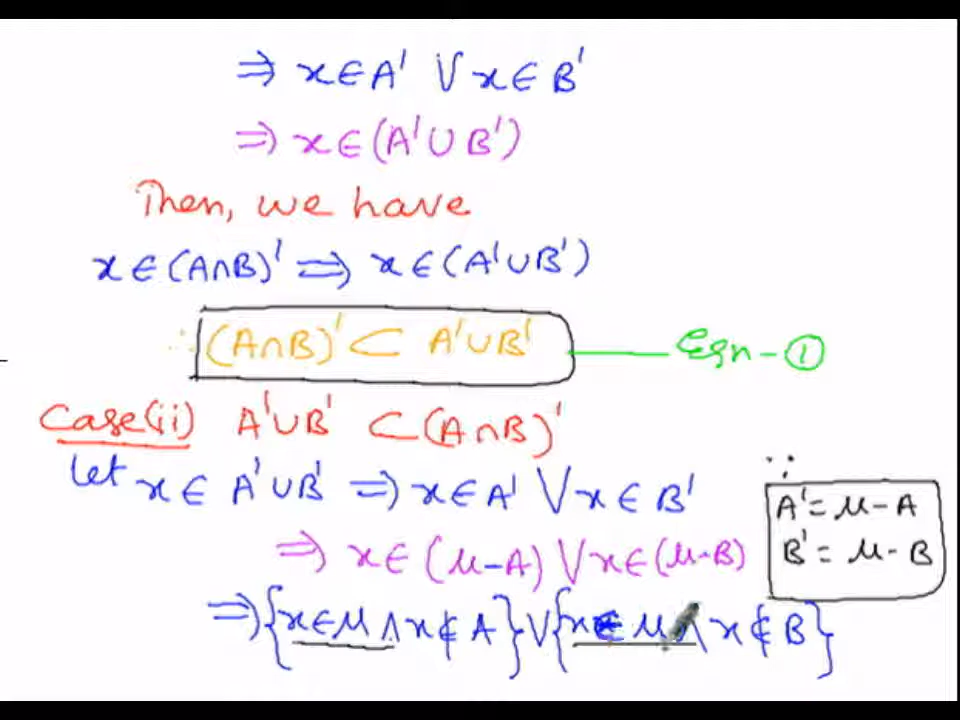 ⇒ x∈A' ∨ x∈B'
⇒ x∈(A'∪B')
Then, we have
x∈(A∩B)' ⇒ x∈(A'∪B')
∴ (A∩B)' ⊂ A'∪B' Eqn-①
Case(ii) A'∪B' ⊂ (A∩B)'
let x∈ A'∪B' ⇒ x∈A' ∨ x∈B'
⇒ x∈(μ-A) ∨ x∈(μ-B)
∵
A' = μ-A
B' = μ-B
⇒ {x∈μ ∧ x∉A} ∨ {x∈μ ∧ x∉B}